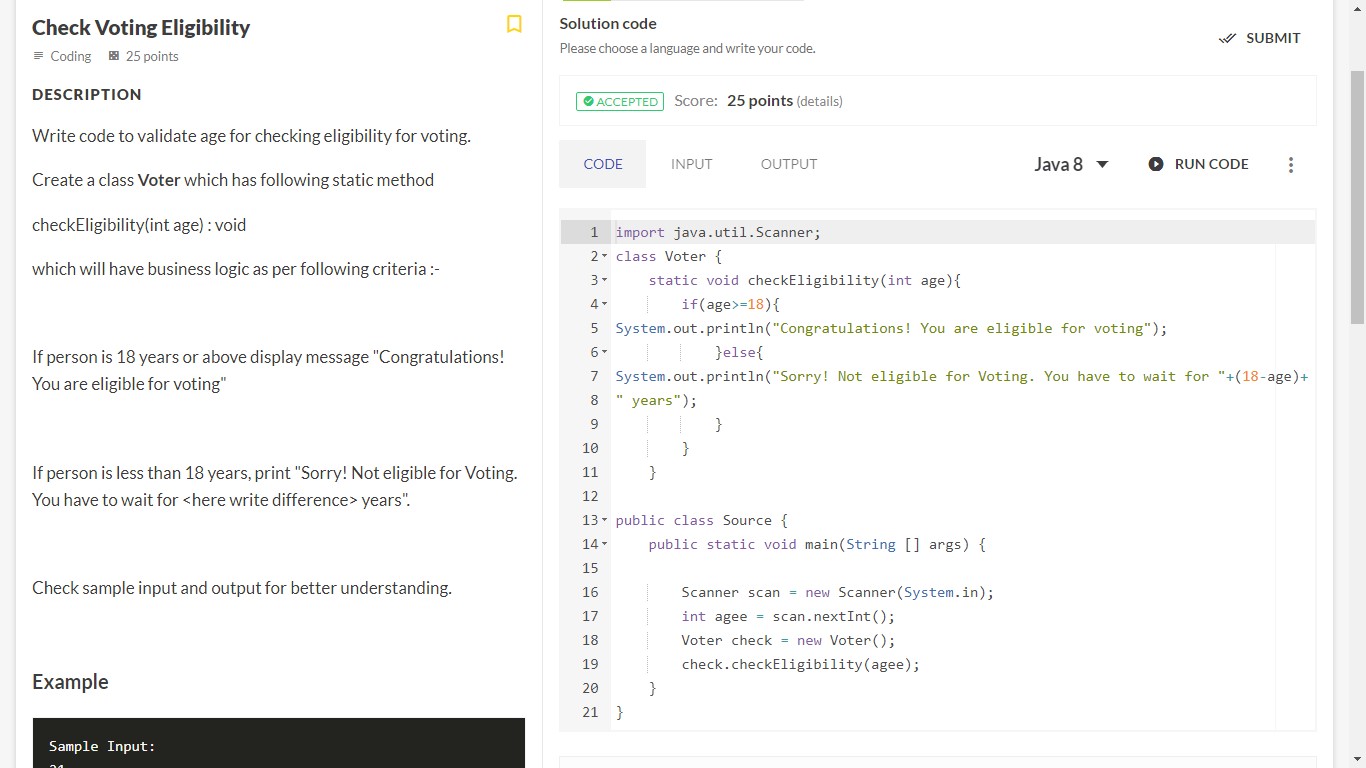 Check Voting Eligibility
Coding 25 points
DESCRIPTION
Write code to validate age for checking eligibility for voting.
Create a class Voter which has following static method
checkEligibility(int age) : void
which will have business logic as per following criteria :-
If person is 18 years or above display message "Congratulations!
You are eligible for voting"
If person is less than 18 years, print "Sorry! Not eligible for Voting.
You have to wait for <here write difference> years".
Check sample input and output for better understanding.
Example
Sample Input:
Solution code
Please choose a language and write your code.
SUBMIT
ACCEPTED Score: 25 points (details)
CODE INPUT OUTPUT Java 8 RUN CODE
1 import java.util.Scanner;
2 class Voter {
3 static void checkEligibility(int age){
4 if(age>=18){
5 System.out.println("Congratulations! You are eligible for voting");
6 }else{
7 System.out.println("Sorry! Not eligible for Voting. You have to wait for "+(18-age)+
8 " years");
9 }
10 }
11 }
12
13 public class Source {
14 public static void main(String [] args) {
15
16 Scanner scan = new Scanner(System.in);
17 int agee = scan.nextInt();
18 Voter check = new Voter();
19 check.checkEligibility(agee);
20 }
21 }